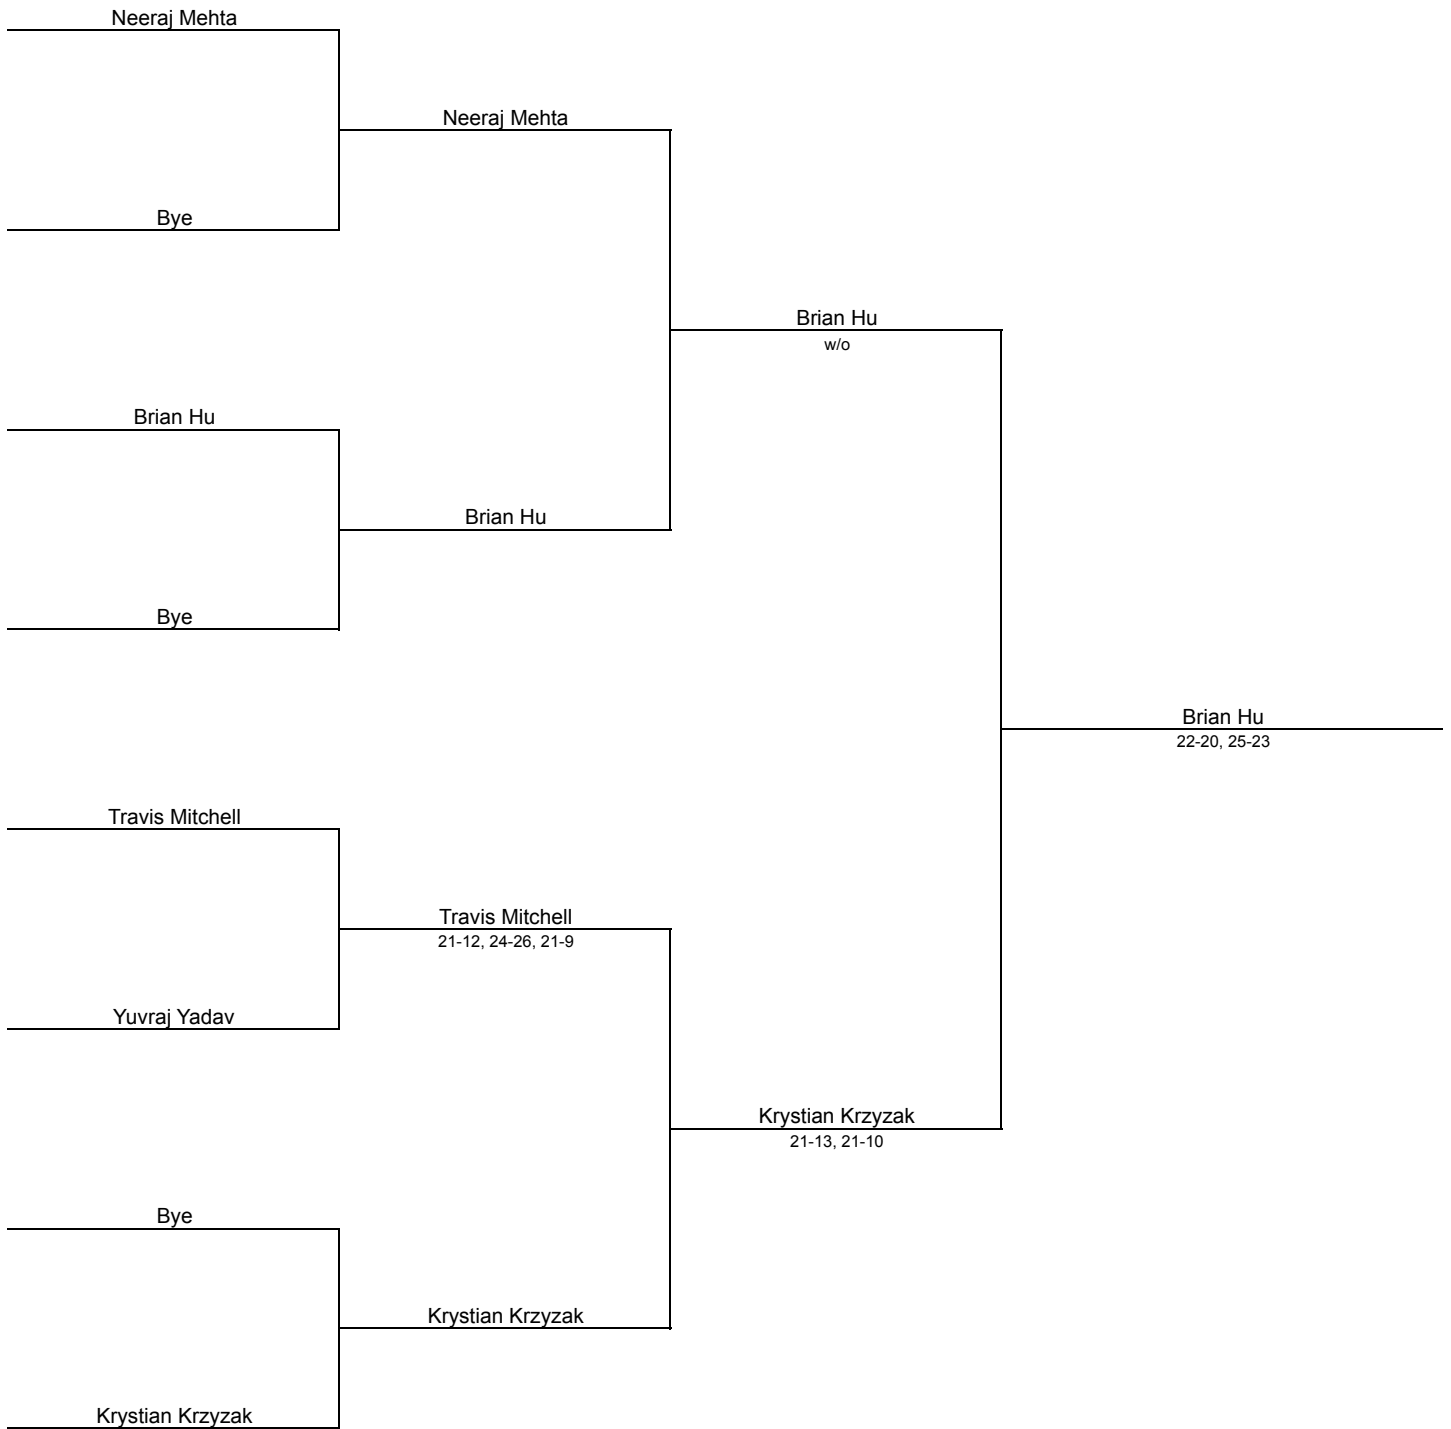 Neeraj Mehta
Neeraj Mehta
Bye
Brian Hu
w/o
Brian Hu
Brian Hu
Bye
Brian Hu
22-20, 25-23
Travis Mitchell
Travis Mitchell
21-12, 24-26, 21-9
Yuvraj Yadav
Krystian Krzyzak
21-13, 21-10
Bye
Krystian Krzyzak
Krystian Krzyzak